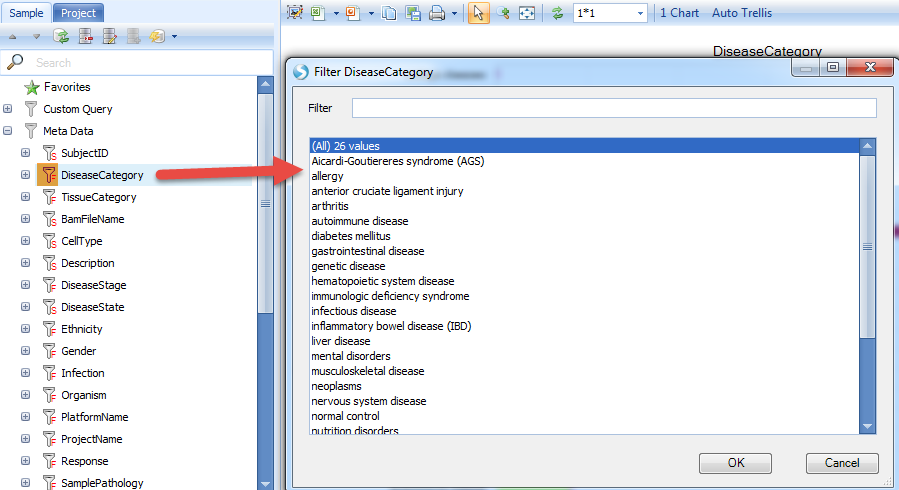 Sample Project
1*1 1 Chart Auto Trellis
Search
DiseaseCategory
Favorites
Custom Query
Meta Data
SubjectID
DiseaseCategory
TissueCategory
BamFileName
CellType
Description
DiseaseStage
DiseaseState
Ethnicity
Gender
Infection
Organism
PlatformName
ProjectName
Response
SamplePathology
Filter DiseaseCategory
Filter
(All) 26 values
Aicardi-Goutiereres syndrome (AGS)
allergy
anterior cruciate ligament injury
arthritis
autoimmune disease
diabetes mellitus
gastrointestinal disease
genetic disease
hematopoietic system disease
immunologic deficiency syndrome
infectious disease
inflammatory bowel disease (IBD)
liver disease
mental disorders
musculoskeletal disease
neoplasms
nervous system disease
normal control
nutrition disorders
OK Cancel